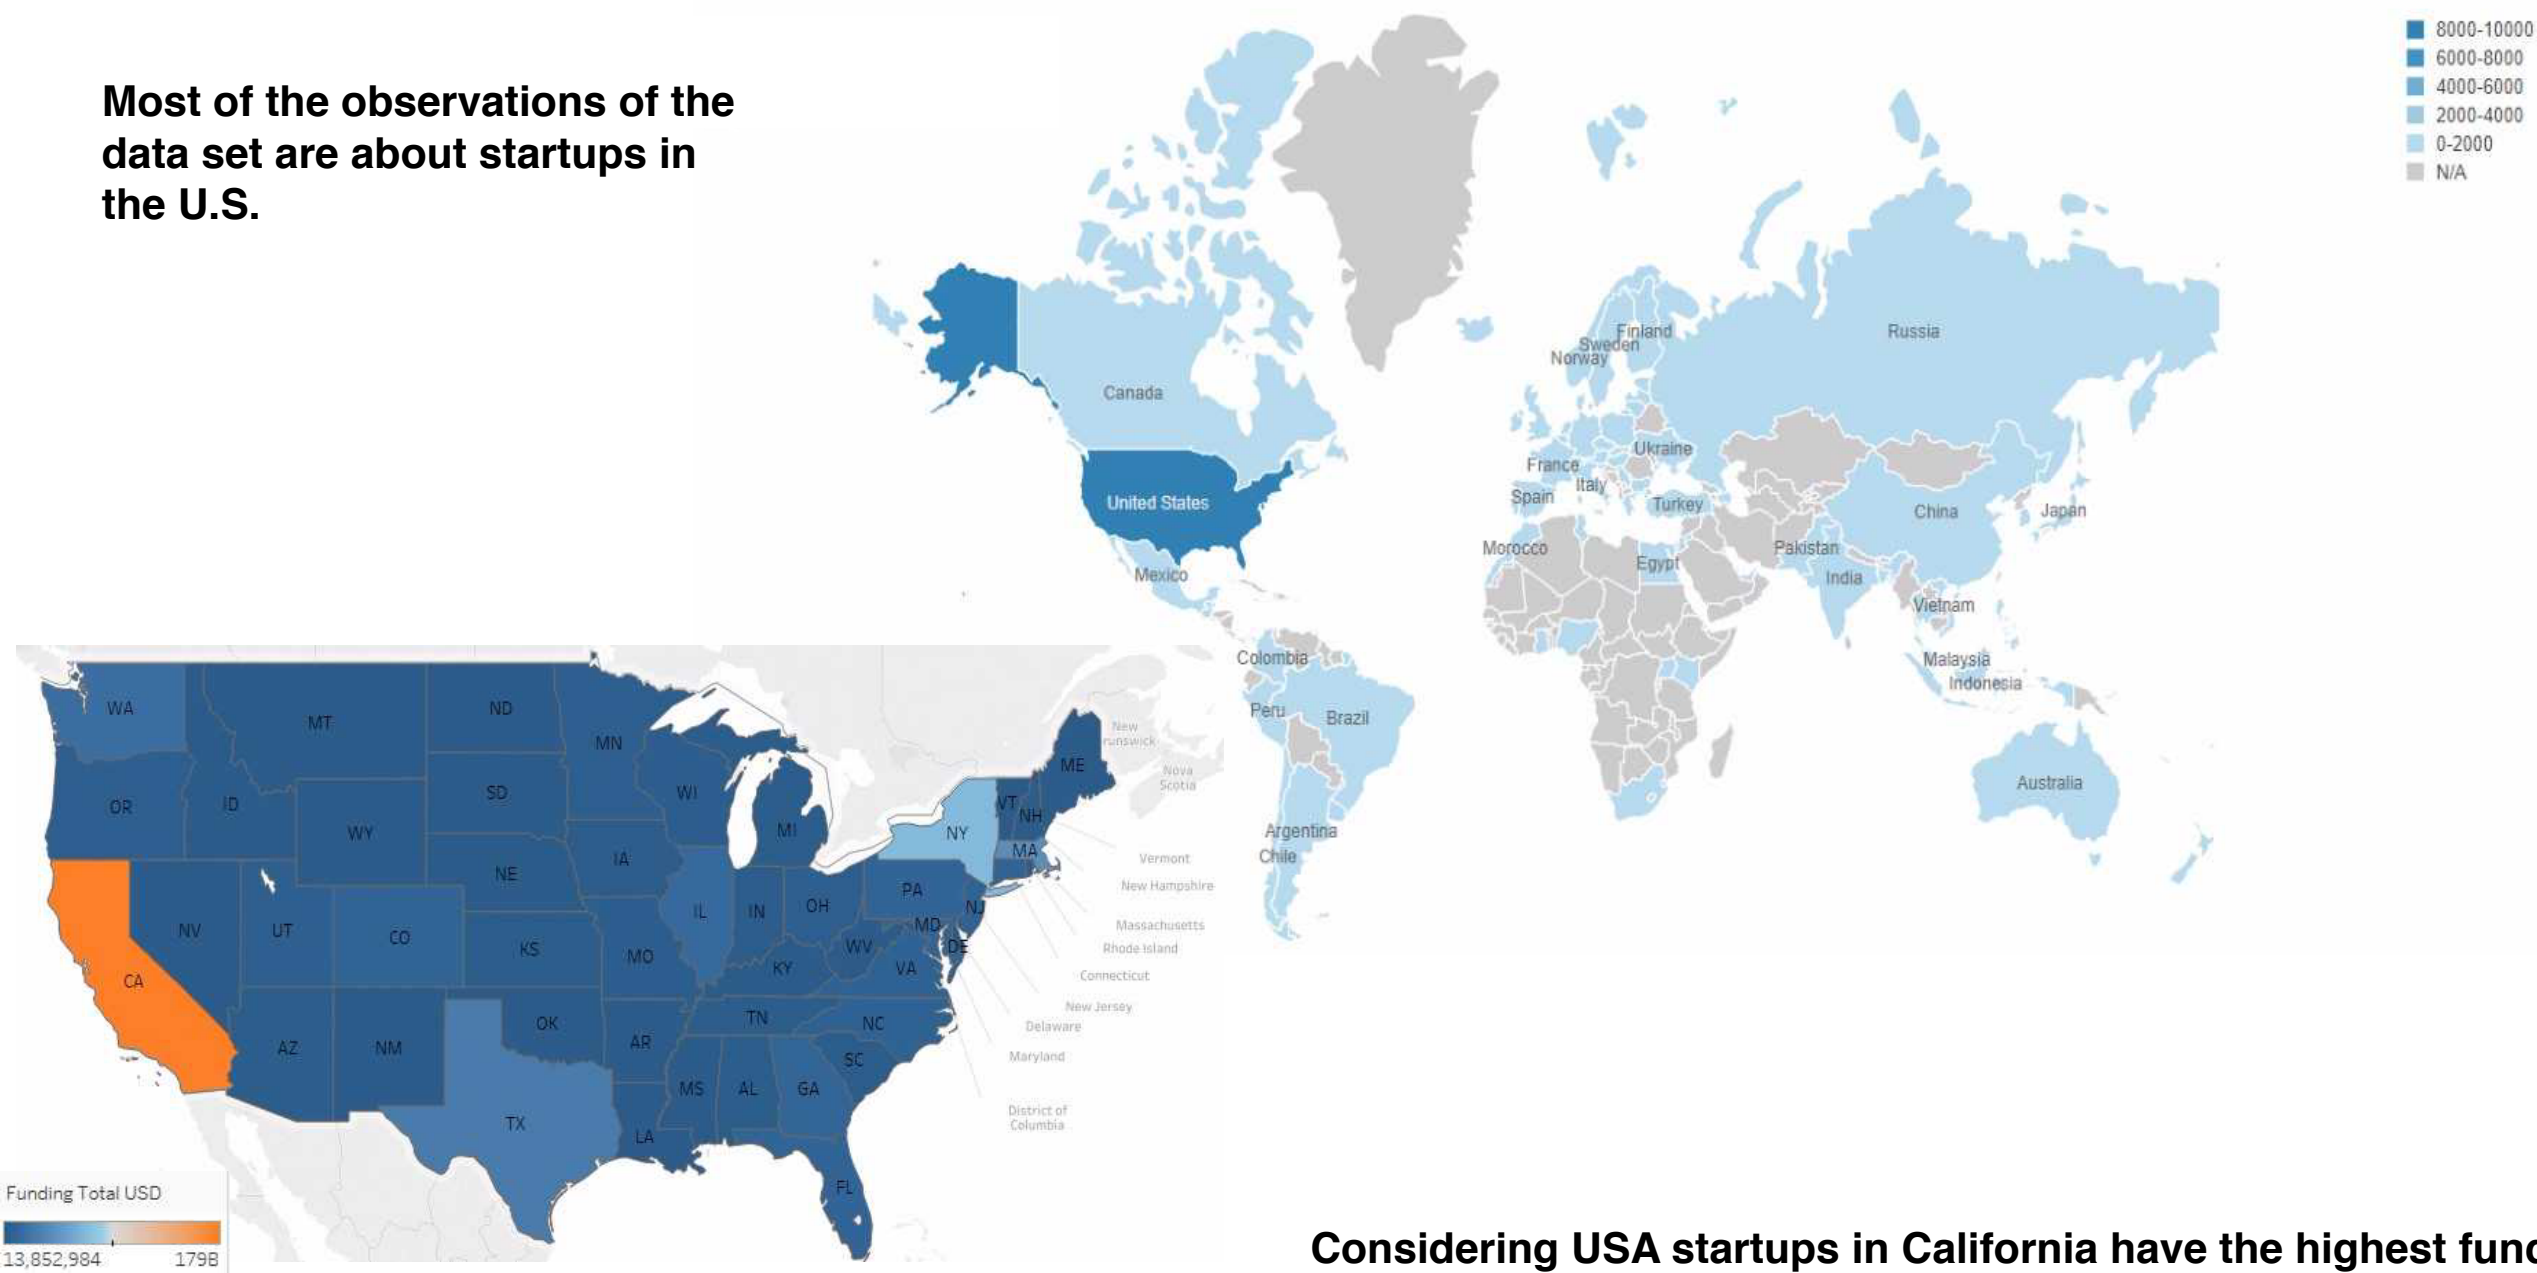 Most of the observations of the
data set are about startups in
the U.S.
8000-10000
6000-8000
4000-6000
2000-4000
0-2000
N/A
Finland
Sweden
Norway
Russia
Canada
Ukraine
France
Italy
Spain
Turkey
United States
China
Japan
Morocco
Pakistan
Egypt
Mexico
India
Vietnam
Colombia
Malaysia
Indonesia
Peru
Brazil
Australia
Argentina
Chile
WA
MT
ND
MN
OR
ID
WY
SD
WI
MI
NY
VT
NH
ME
MA
New
runswick
Nova
Scotia
NE
IA
PA
NJ
NV
UT
CO
KS
MO
IL
IN
OH
MD
DE
WV
VA
KY
CA
AZ
NM
OK
AR
TN
NC
SC
TX
LA
MS
AL
GA
FL
Vermont
New Hampshire
Massachusetts
Rhode Island
Connecticut
New Jersey
Delaware
Maryland
District of
Columbia
Funding Total USD
13,852,984 179B
Considering USA startups in California have the highest